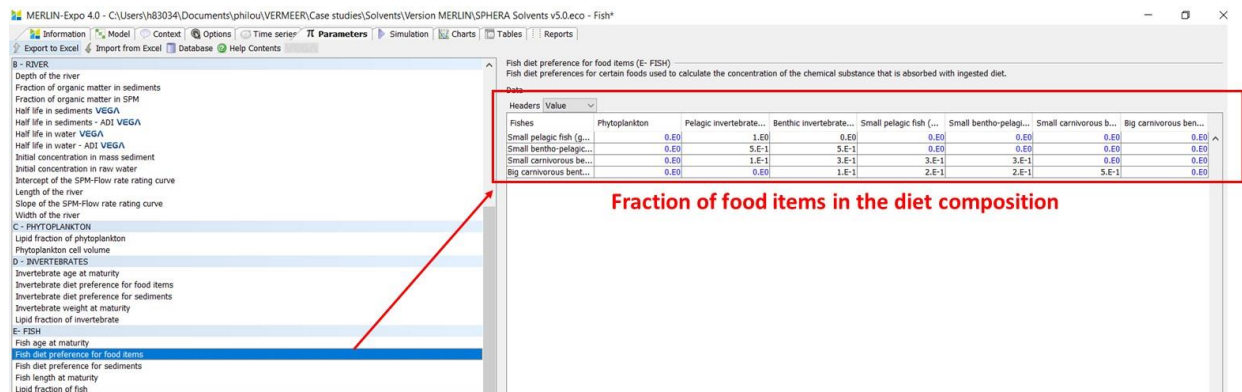 MERLIN-Expo 4.0 - C:\Users\h83034\Documents\philou\VERMEER\Case studies\Solvents\Version MERLIN\SPHERA Solvents v5.0.eco - Fish*
Information Model Context Options Time series π Parameters Simulation Charts Tables Reports
Export to Excel Import from Excel Database Help Contents
B - RIVER
Depth of the river
Fraction of organic matter in sediments
Fraction of organic matter in SPM
Half life in sediments VEGA
Half life in sediments - ADI VEGA
Half life in water VEGA
Half life in water - ADI VEGA
Initial concentration in mass sediment
Initial concentration in raw water
Intercept of the SPM-Flow rate rating curve
Length of the river
Slope of the SPM-Flow rate rating curve
Width of the river
C - PHYTOPLANKTON
Lipid fraction of phytoplankton
Phytoplankton cell volume
D - INVERTEBRATES
Invertebrate age at maturity
Invertebrate diet preference for food items
Invertebrate diet preference for sediments
Invertebrate weight at maturity
Lipid fraction of invertebrate
E- FISH
Fish age at maturity
Fish diet preference for food items
Fish diet preference for sediments
Fish length at maturity
Lipid fraction of fish
Fish diet preference for food items (E- FISH)
Fish diet preferences for certain foods used to calculate the concentration of the chemical substance that is absorbed with ingested diet.
Data
Headers Value
Fishes Phytoplankton Pelagic invertebrate... Benthic invertebrate... Small pelagic fish (... Small bentho-pelagi... Small carnivorous b... Big carnivorous ben...
Small pelagic fish (g... 0.E0 1.E0 0.E0 0.E0 0.E0 0.E0 0.E0
Small bentho-pelagic... 0.E0 5.E-1 5.E-1 0.E0 0.E0 0.E0 0.E0
Small carnivorous be... 0.E0 1.E-1 3.E-1 3.E-1 3.E-1 0.E0 0.E0
Big carnivorous bent... 0.E0 0.E0 1.E-1 2.E-1 2.E-1 5.E-1 0.E0
Fraction of food items in the diet composition